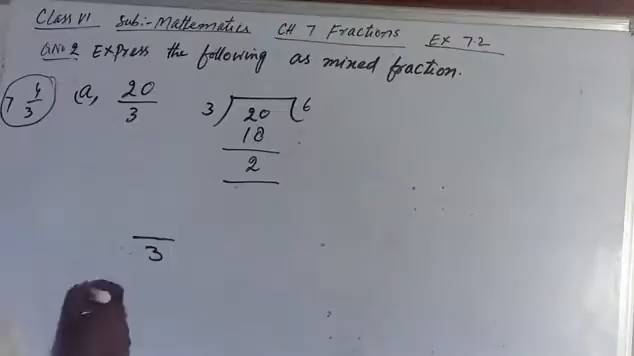 Class VI Sub:- Mathematics CH 7 Fractions Ex 7.2
QNo 2 Express the following as mixed fraction.
7 4/3 (a, 20/3 3) 20 ( 6
18
2
3